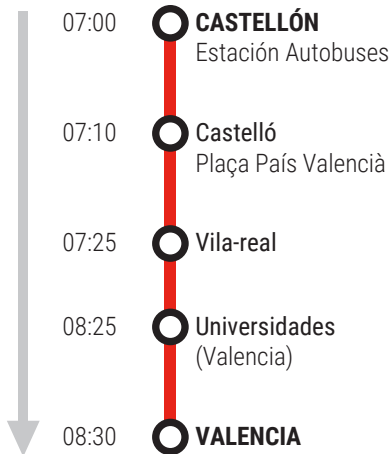 07:00 CASTELLÓN
Estación Autobuses
07:10 Castelló
Plaça País Valencià
07:25 Vila-real
08:25 Universidades
(Valencia)
08:30 VALENCIA